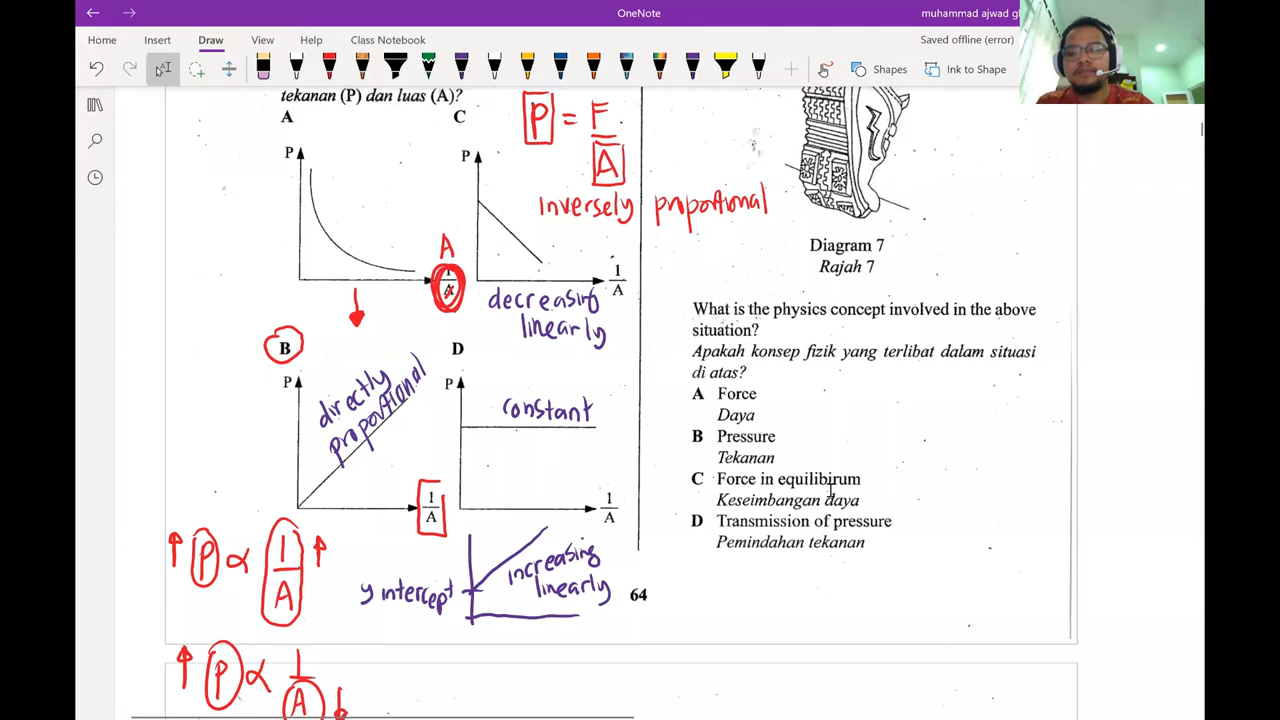 OneNote
muhammad ajwad gh
Home
Insert
Draw
View
Help
Class Notebook
Saved offline (error)
Shapes
Ink to Shape
tekanan (P) dan luas (A)?
A
P
A
1
A
C
P
1
A
decreasing
linearly
P = F
A
inversely proportional
B
P
directly
proportional
1
A
D
P
constant
1
A
↑ P ∝ 1 ↑
A
y intercept
increasing
linearly
64
↑ P ∝ 1
A
Diagram 7
Rajah 7
What is the physics concept involved in the above
situation?
Apakah konsep fizik yang terlibat dalam situasi
di atas?
A Force
Daya
B Pressure
Tekanan
C Force in equilibirum
Keseimbangan daya
D Transmission of pressure
Pemindahan tekanan